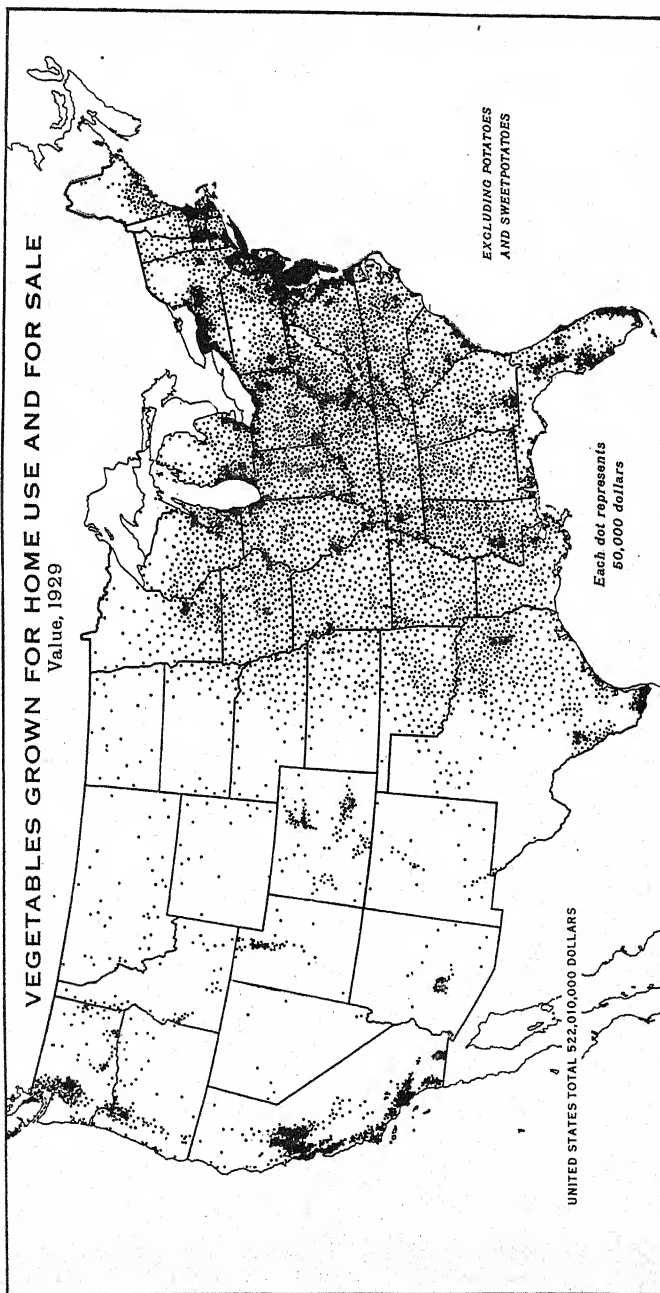 VEGETABLES GROWN FOR HOME USE AND FOR SALE
Value, 1929
EXCLUDING POTATOES
AND SWEETPOTATOES
Each dot represents
50,000 dollars
UNITED STATES TOTAL 522,010,000 DOLLARS